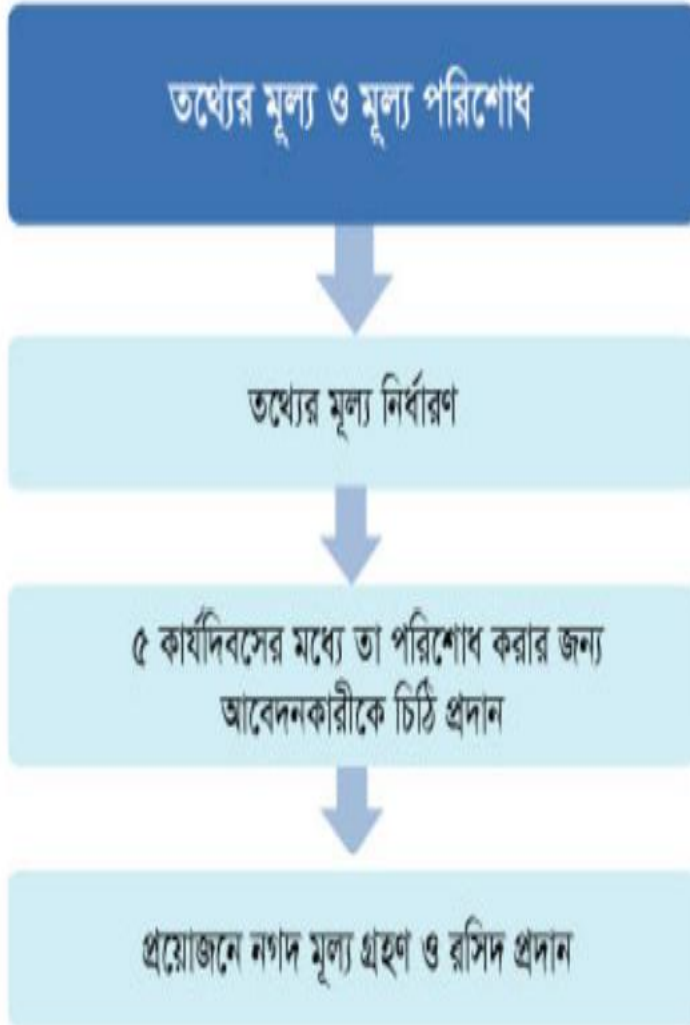 তথ্যের মূল্য ও মূল্য পরিশোধ
তথ্যের মূল্য নির্ধারণ
৫ কার্যদিবসের মধ্যে তা পরিশোধ করার জন্য
আবেদনকারীকে চিঠি প্রদান
প্রয়োজনে নগদ মূল্য গ্রহণ ও রসিদ প্রদান